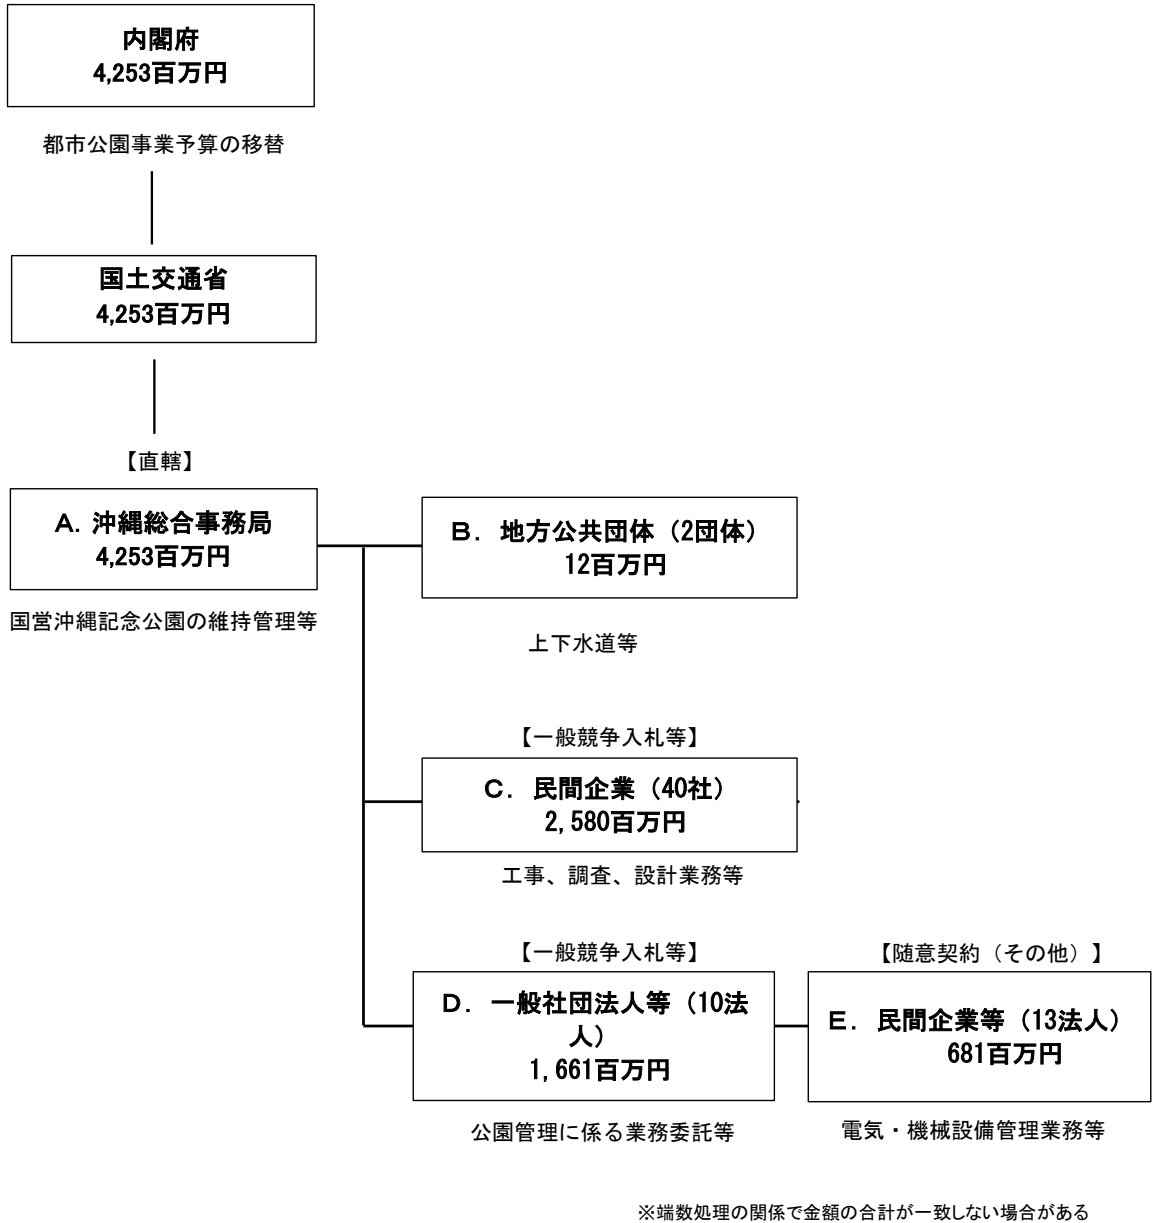 内閣府
4,253百万円
都市公園事業予算の移替
国土交通省
4,253百万円
【直轄】
A. 沖縄総合事務局
4,253百万円
国営沖縄記念公園の維持管理等
B. 地方公共団体（2団体）
12百万円
上下水道等
【一般競争入札等】
C. 民間企業（40社）
2,580百万円
工事、調査、設計業務等
【一般競争入札等】
D. 一般社団法人等（10法
人）
1,661百万円
公園管理に係る業務委託等
【随意契約（その他）】
E. 民間企業等（13法人）
681百万円
電気・機械設備管理業務等
※端数処理の関係で金額の合計が一致しない場合がある